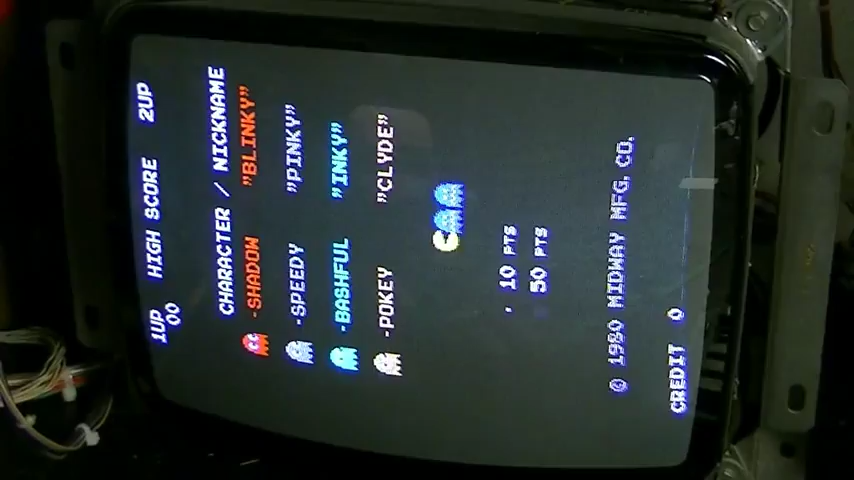 1UP HIGH SCORE 2UP
00
CHARACTER / NICKNAME
-SHADOW "BLINKY"
-SPEEDY "PINKY"
-BASHFUL "INKY"
-POKEY "CLYDE"
10 PTS
50 PTS
© 1980 MIDWAY MFG. CO.
CREDIT 0